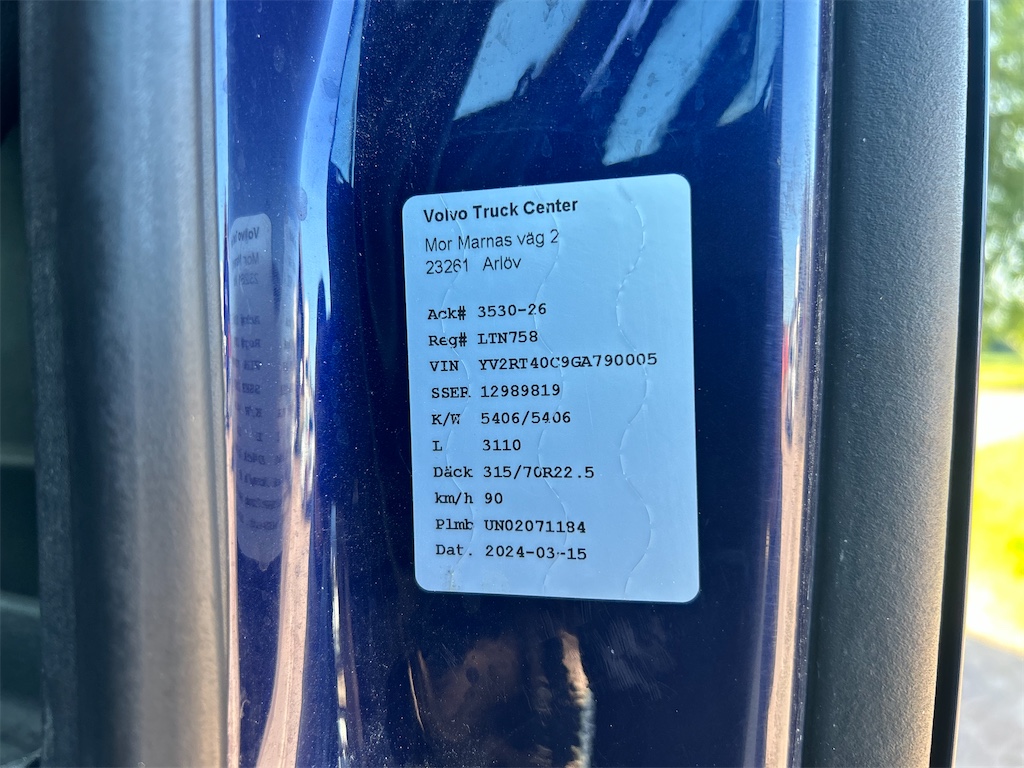 Volvo Truck Center
Mor Marnas väg 2
23261 Arlöv
Ack# 3530-26
Reg# LTN758
VIN YV2RT40C9GA790005
SSER 12989819
K/W 5406/5406
L 3110
Däck 315/70R22.5
km/h 90
Plmb UN02071184
Dat. 2024-03-15